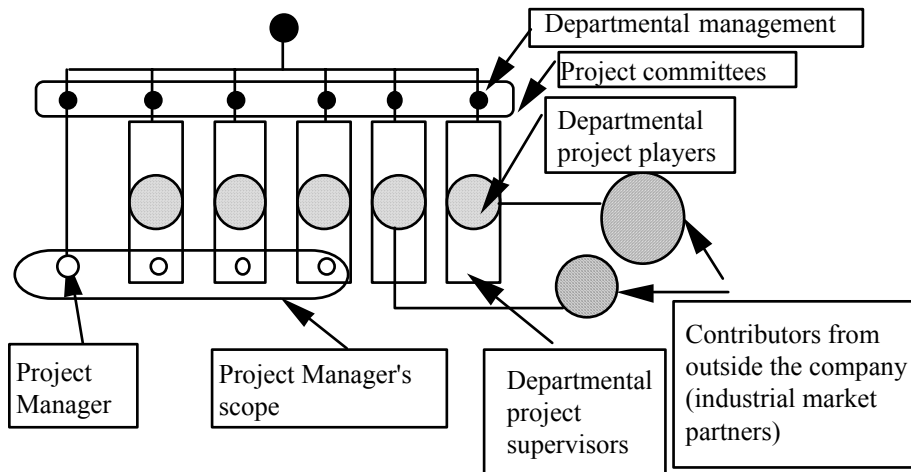 Departmental management
Project committees
Departmental
project players
Project
Manager
Project Manager's
scope
Departmental
project
supervisors
Contributors from
outside the company
(industrial market
partners)